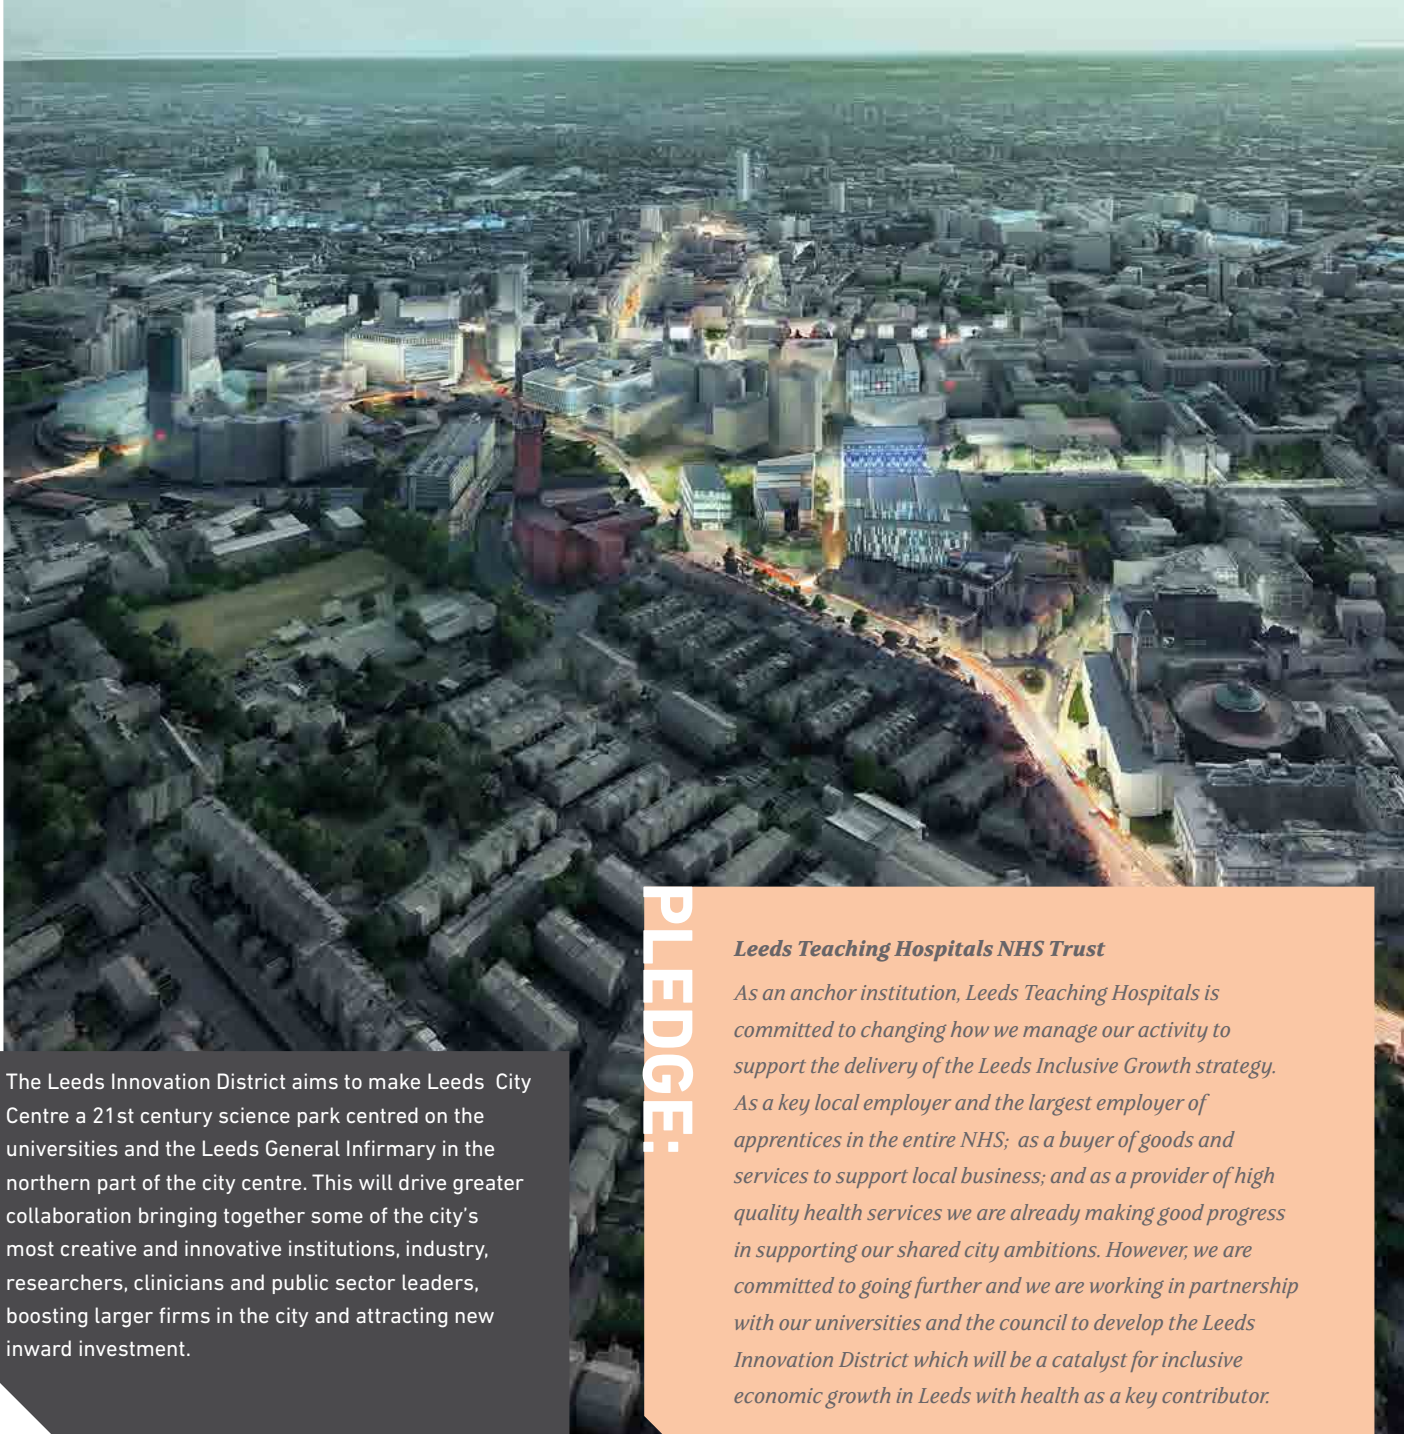 The Leeds Innovation District aims to make Leeds  City
Centre a 21st century science park centred on the
universities and the Leeds General Infirmary in the
northern part of the city centre. This will drive greater
collaboration bringing together some of the city’s
most creative and innovative institutions, industry,
researchers, clinicians and public sector leaders,
boosting larger firms in the city and attracting new
inward investment.
PLEDGE:
Leeds Teaching Hospitals NHS Trust
As an anchor institution, Leeds Teaching Hospitals is
committed to changing how we manage our activity to
support the delivery of the Leeds Inclusive Growth strategy.
As a key local employer and the largest employer of
apprentices in the entire NHS;  as a buyer of goods and
services to support local business; and as a provider of high
quality health services we are already making good progress
in supporting our shared city ambitions. However, we are
committed to going further and we are working in partnership
with our universities and the council to develop the Leeds
Innovation District which will be a catalyst for inclusive
economic growth in Leeds with health as a key contributor.